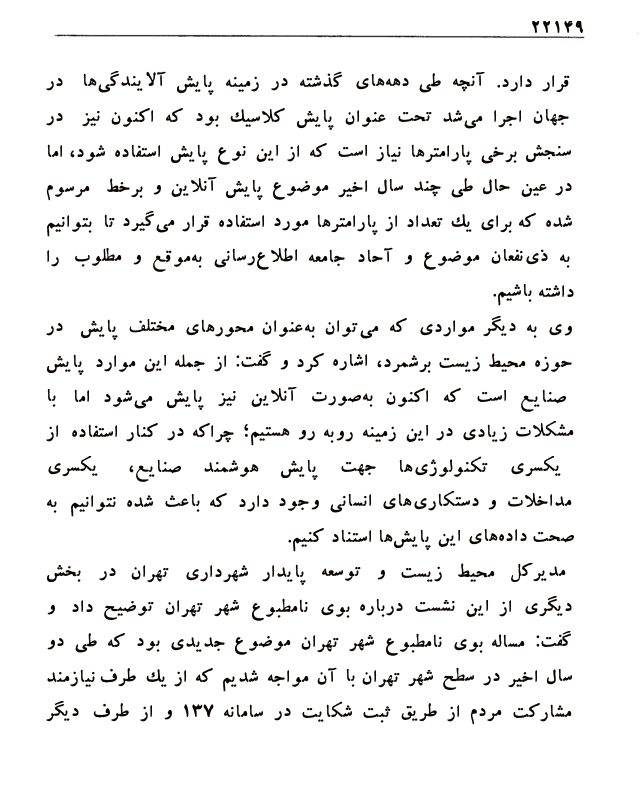 ۲۲۱۴۹
قرار دارد. آنچه طی دهه‌های گذشته در زمینه پایش آلایندگی‌ها در
جهان اجرا می‌شد تحت عنوان پایش کلاسیك بود که اکنون نیز در
سنجش برخی پارامترها نیاز است که از این نوع پایش استفاده شود، اما
در عین حال طی چند سال اخیر موضوع پایش آنلاین و برخط مرسوم
شده که برای یك تعداد از پارامترها مورد استفاده قرار می‌گیرد تا بتوانیم
به ذی‌نفعان موضوع و آحاد جامعه اطلاع‌رسانی به‌موقع و مطلوب را
داشته باشیم.
وی به دیگر مواردی که می‌توان به‌عنوان محورهای مختلف پایش در
حوزه محیط زیست برشمرد، اشاره کرد و گفت: از جمله این موارد پایش
صنایع است که اکنون به‌صورت آنلاین نیز پایش می‌شود اما با
مشکلات زیادی در این زمینه روبه رو هستیم؛ چراکه در کنار استفاده از
یکسری تکنولوژی‌ها جهت پایش هوشمند صنایع، یکسری
مداخلات و دستکاری‌های انسانی وجود دارد که باعث شده نتوانیم به
صحت داده‌های این پایش‌ها استناد کنیم.
مدیرکل محیط زیست و توسعه پایدار شهرداری تهران در بخش
دیگری از این نشست درباره بوی نامطبوع شهر تهران توضیح داد و
گفت: مساله بوی نامطبوع شهر تهران موضوع جدیدی بود که طی دو
سال اخیر در سطح شهر تهران با آن مواجه شدیم که از یك طرف نیازمند
مشارکت مردم از طریق ثبت شکایت در سامانه ۱۳۷ و از طرف دیگر